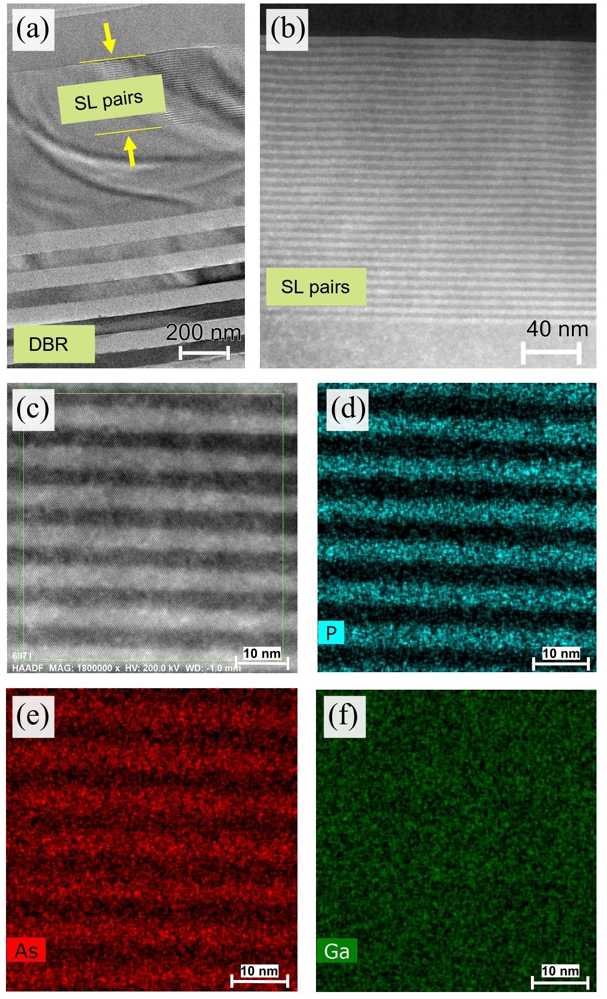 (a)
SL pairs
200 nm
DBR
(b)
SL pairs
40 nm
(c)
6971
10 nm
HAADF MAG: 1800000 x HV: 200.0 kV WD: -1.0 mm
(d)
P
10 nm
(e)
As
10 nm
(f)
Ga
10 nm